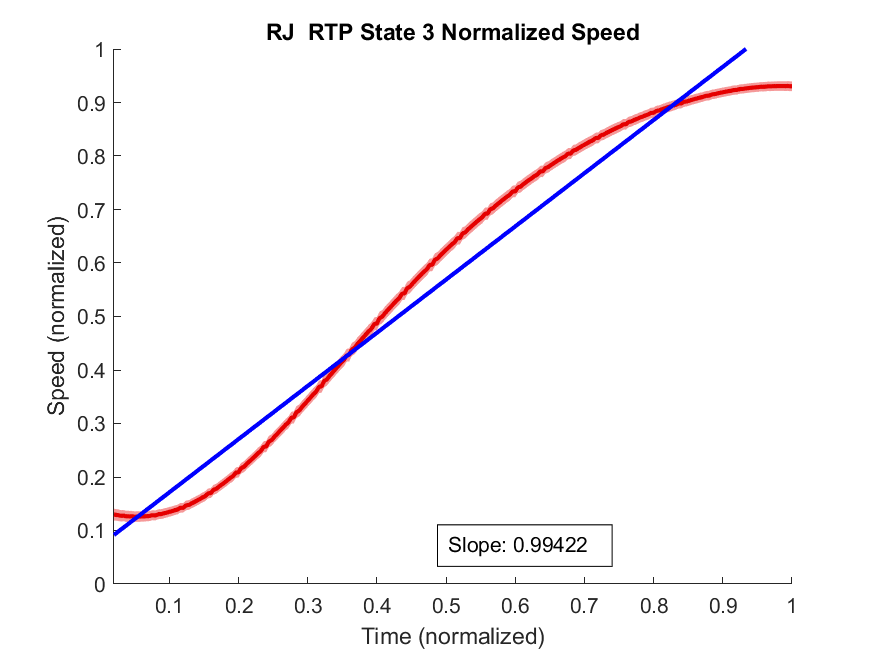 RJ  RTP State 3 Normalized Speed
1
0.9
0.8
0.7
0.6
0.5
0.4
0.3
0.2
0.1
0
Speed (normalized)
Slope: 0.99422
0.1 0.2 0.3 0.4 0.5 0.6 0.7 0.8 0.9 1
Time (normalized)